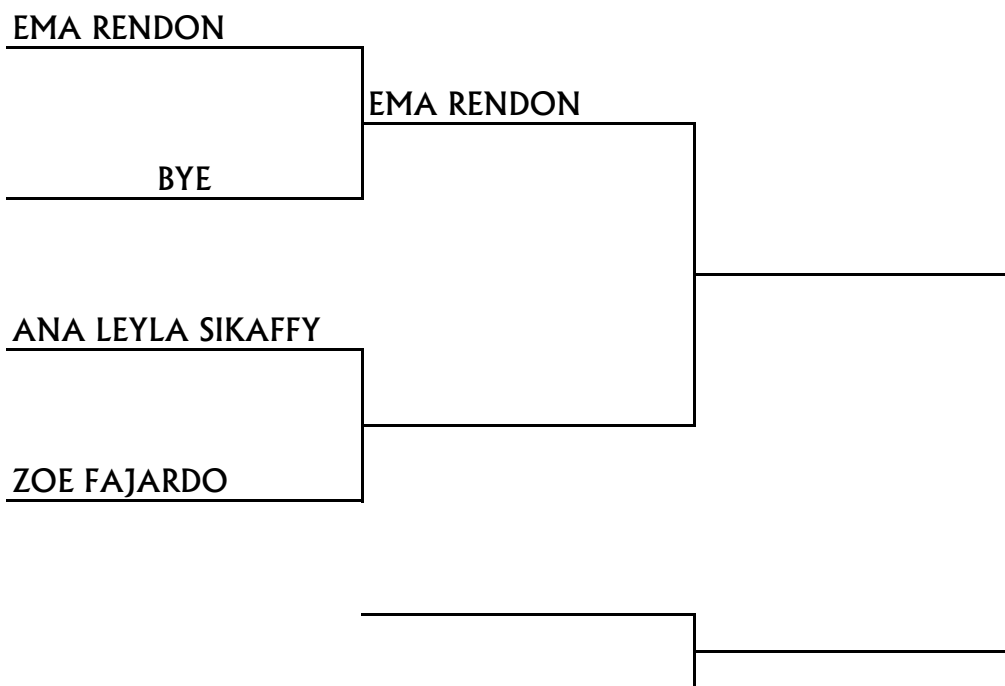 EMA RENDON
EMA RENDON
BYE
ANA LEYLA SIKAFFY
ZOE FAJARDO